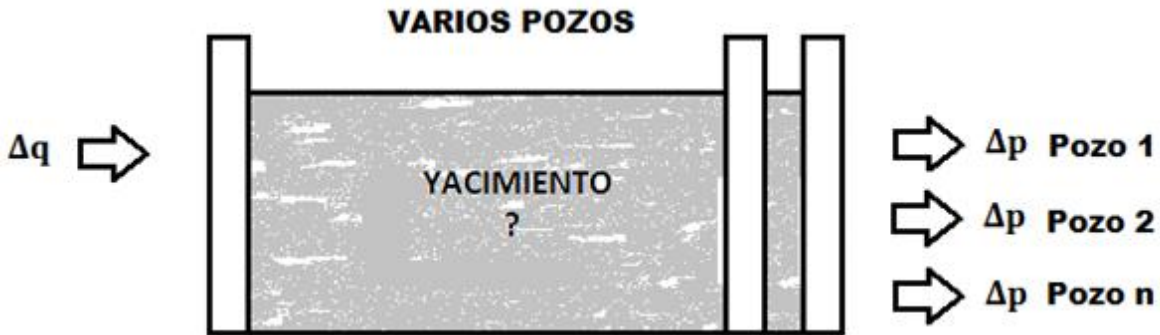 VARIOS POZOS
Δq
YACIMIENTO
?
Δp Pozo 1
Δp Pozo 2
Δp Pozo n